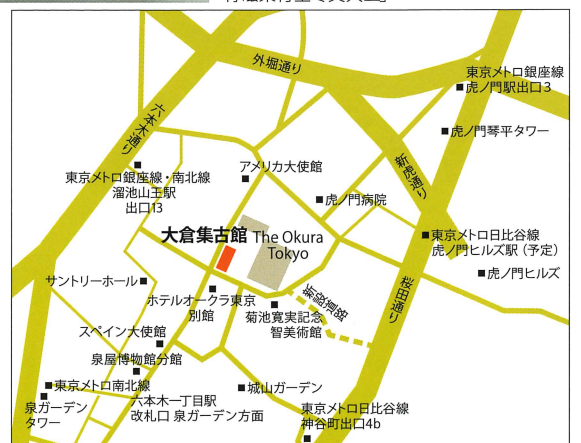 外堀通り
東京メトロ銀座線
虎ノ門駅出口3
六本木通り
虎ノ門琴平タワー
新虎通り
アメリカ大使館
東京メトロ銀座線・南北線
溜池山王駅
出口13
虎ノ門病院
大倉集古館
The Okura
Tokyo
東京メトロ日比谷線
虎ノ門ヒルズ駅(予定)
虎ノ門ヒルズ
サントリーホール
ホテルオークラ東京
別館
新設道路
桜田通り
菊池寛実記念
智美術館
スペイン大使館
泉屋博物館分館
東京メトロ南北線
六本木一丁目駅
改札口 泉ガーデン方面
泉ガーデン
タワー
城山ガーデン
東京メトロ日比谷線
神谷町出口4b